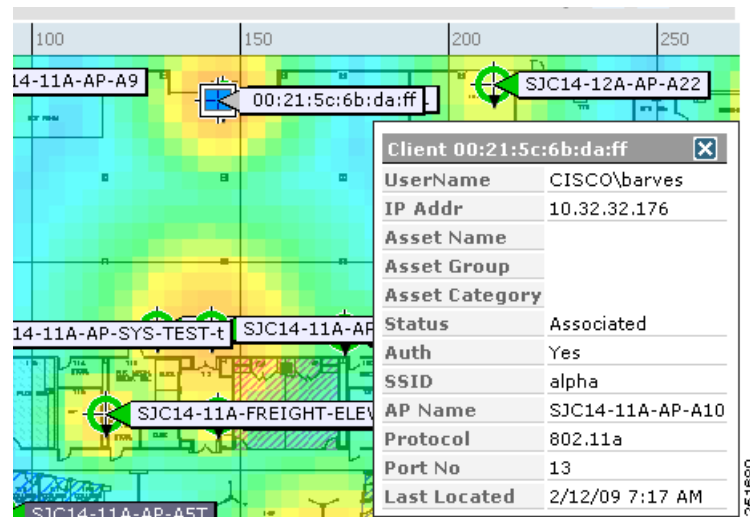 100 150 200 250
14-11A-AP-A9
00:21:5c:6b:da:ff
SJC14-12A-AP-A22
Client 00:21:5c:6b:da:ff
UserName CISCO\barves
IP Addr 10.32.32.176
Asset Name
Asset Group
Asset Category
Status Associated
Auth Yes
SSID alpha
AP Name SJC14-11A-AP-A10
Protocol 802.11a
Port No 13
Last Located 2/12/09 7:17 AM
14-11A-AP-SYS-TEST-t
SJC14-11A-AP
SJC14-11A-FREIGHT-ELEV
SJC14-11A-AP-A5T